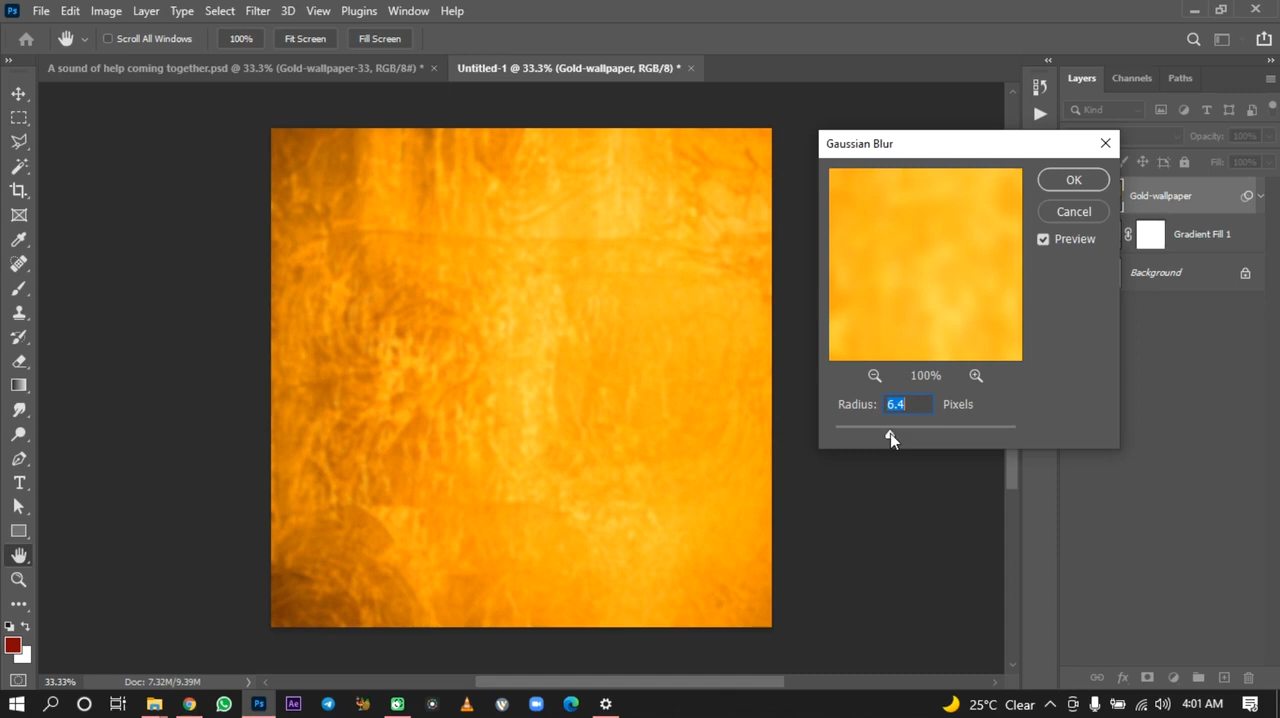 Ps File Edit Image Layer Type Select Filter 3D View Plugins Window Help
Scroll All Windows 100% Fit Screen Fill Screen
A sound of help coming together.psd @ 33.3% (Gold-wallpaper-33, RGB/8#) * × Untitled-1 @ 33.3% (Gold-wallpaper, RGB/8) * ×
Layers Channels Paths
Kind
Opacity: 100%
Fill: 100%
Gold-wallpaper
Gradient Fill 1
Background
Gaussian Blur
OK
Cancel
Preview
100%
Radius: 6.4 Pixels
33.33% Doc: 7.32M/9.39M
Ps Ae 25°C Clear 4:01 AM